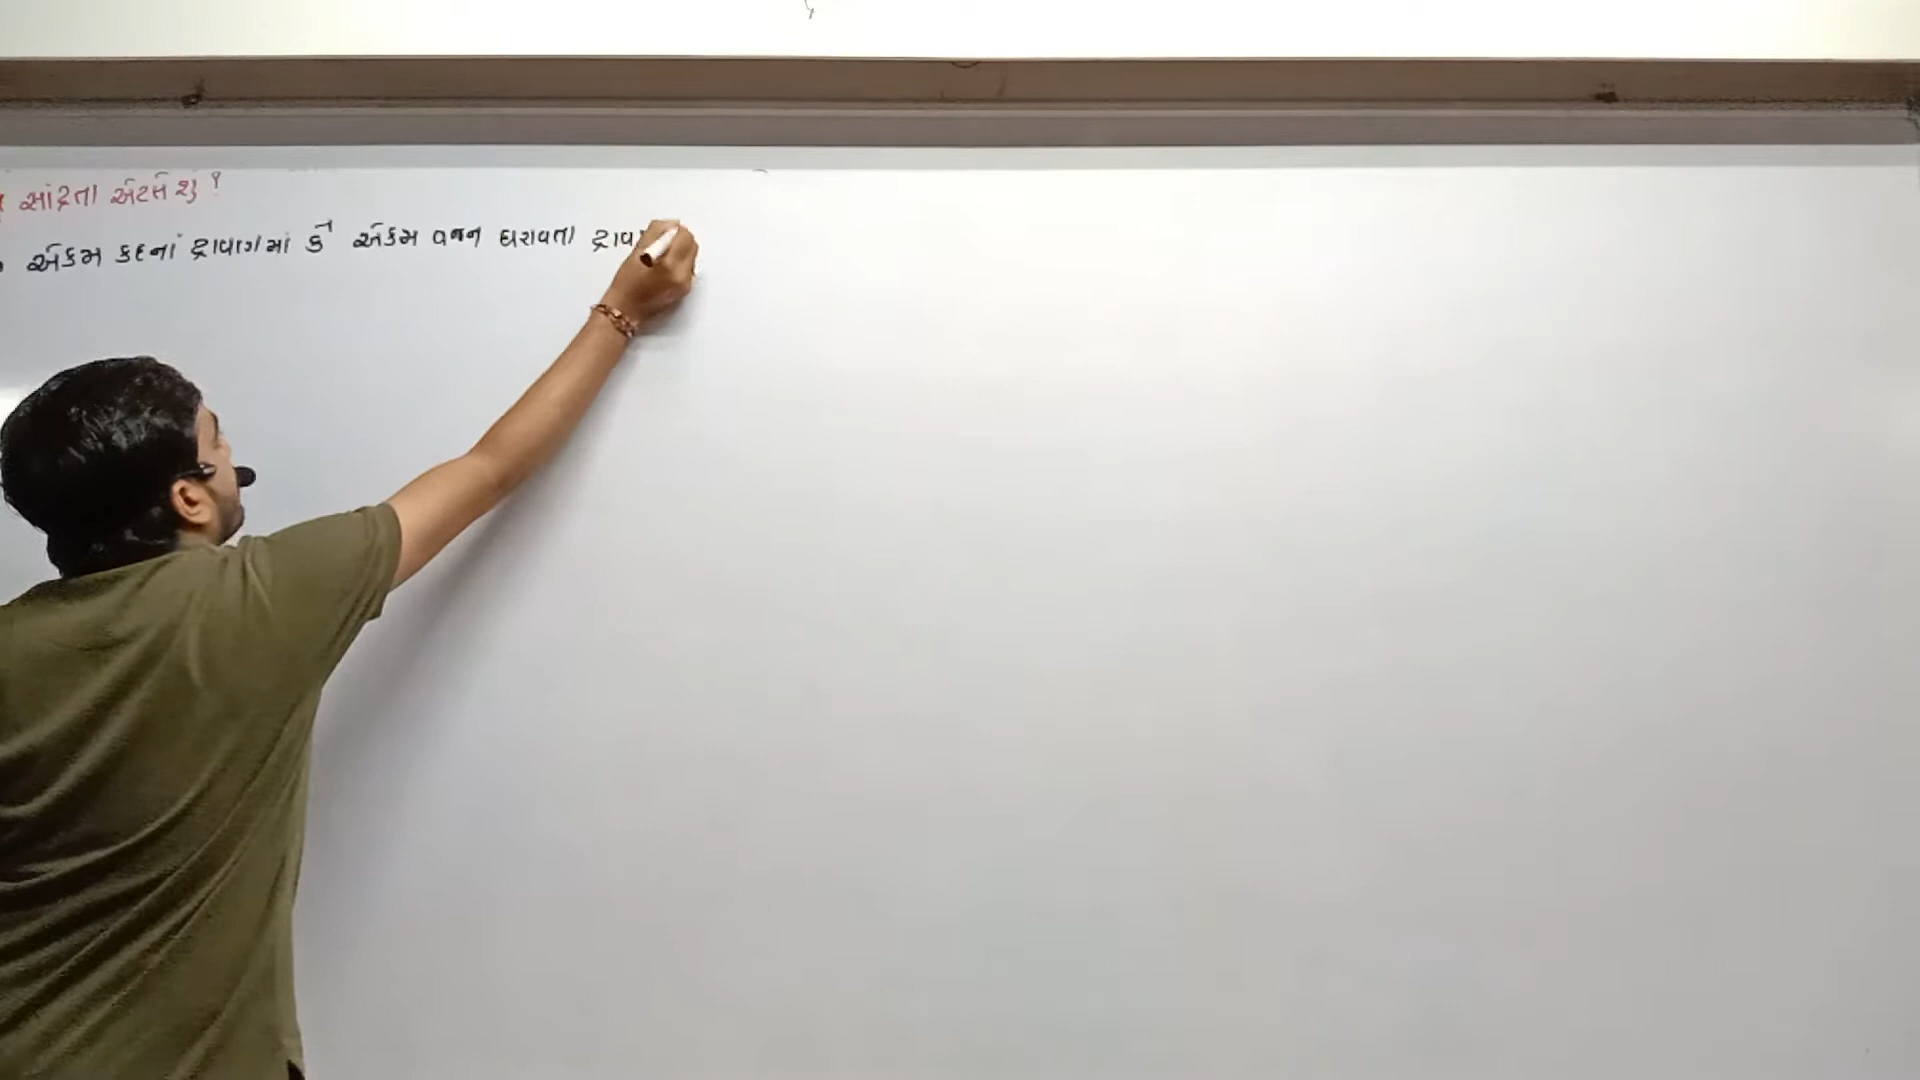 સાંદ્રતા એટલે શું ?
એકમ કદનાં દ્રાવણમાં કે એકમ વજન ધરાવતા દ્રાવ